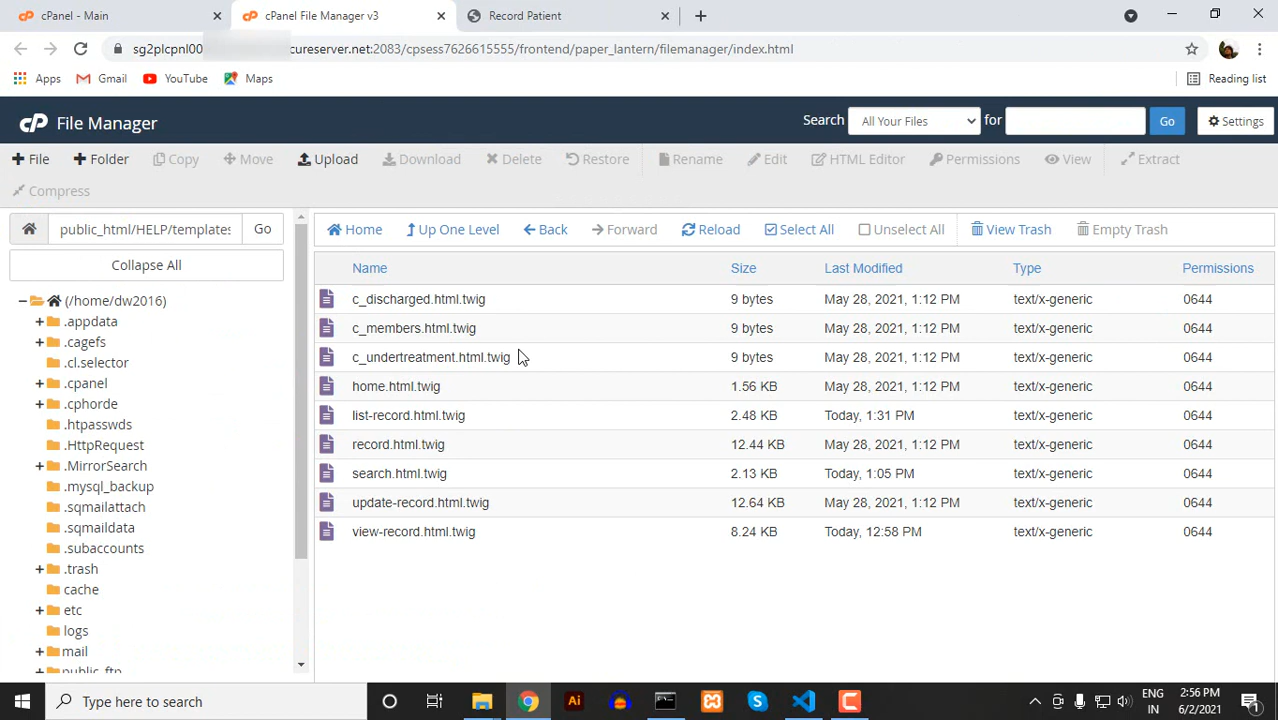 cPanel - Main
cPanel File Manager v3
Record Patient
sg2plcpnl00
cureserver.net:2083/cpsess7626615555/frontend/paper_lantern/filemanager/index.html
Apps
Gmail
YouTube
Maps
Reading list
cP File Manager
Search
All Your Files
for
Go
Settings
File
Folder
Copy
Move
Upload
Download
Delete
Restore
Rename
Edit
HTML Editor
Permissions
View
Extract
Compress
public_html/HELP/templates
Go
Home
Up One Level
Back
Forward
Reload
Select All
Unselect All
View Trash
Empty Trash
Collapse All
(/home/dw2016)
.appdata
.cagefs
.cl.selector
.cpanel
.cphorde
.htpasswds
.HttpRequest
.MirrorSearch
.mysql_backup
.sqmailattach
.sqmaildata
.subaccounts
.trash
cache
etc
logs
mail
public_ftp
Name Size Last Modified Type Permissions
c_discharged.html.twig 9 bytes May 28, 2021, 1:12 PM text/x-generic 0644
c_members.html.twig 9 bytes May 28, 2021, 1:12 PM text/x-generic 0644
c_undertreatment.html.twig 9 bytes May 28, 2021, 1:12 PM text/x-generic 0644
home.html.twig 1.56 KB May 28, 2021, 1:12 PM text/x-generic 0644
list-record.html.twig 2.48 KB Today, 1:31 PM text/x-generic 0644
record.html.twig 12.44 KB May 28, 2021, 1:12 PM text/x-generic 0644
search.html.twig 2.13 KB Today, 1:05 PM text/x-generic 0644
update-record.html.twig 12.64 KB May 28, 2021, 1:12 PM text/x-generic 0644
view-record.html.twig 8.24 KB Today, 12:58 PM text/x-generic 0644
Type here to search
Ai
ENG
IN
2:56 PM
6/2/2021
1